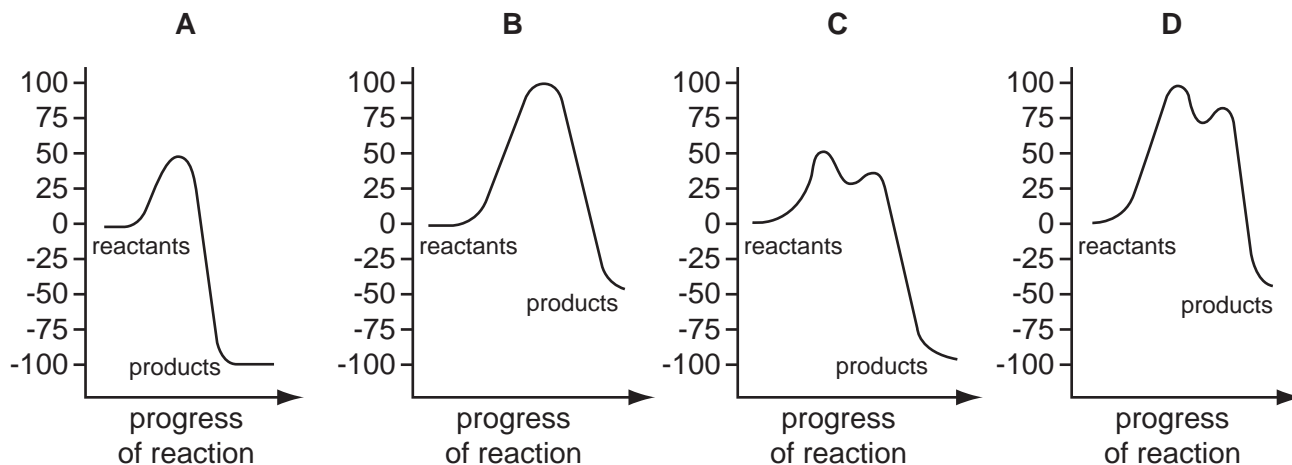 A
B
C
D
100
75
50
25
0
-25
-50
-75
-100
reactants
products
progress
of reaction
100
75
50
25
0
-25
-50
-75
-100
reactants
products
progress
of reaction
100
75
50
25
0
-25
-50
-75
-100
reactants
products
progress
of reaction
100
75
50
25
0
-25
-50
-75
-100
reactants
products
progress
of reaction